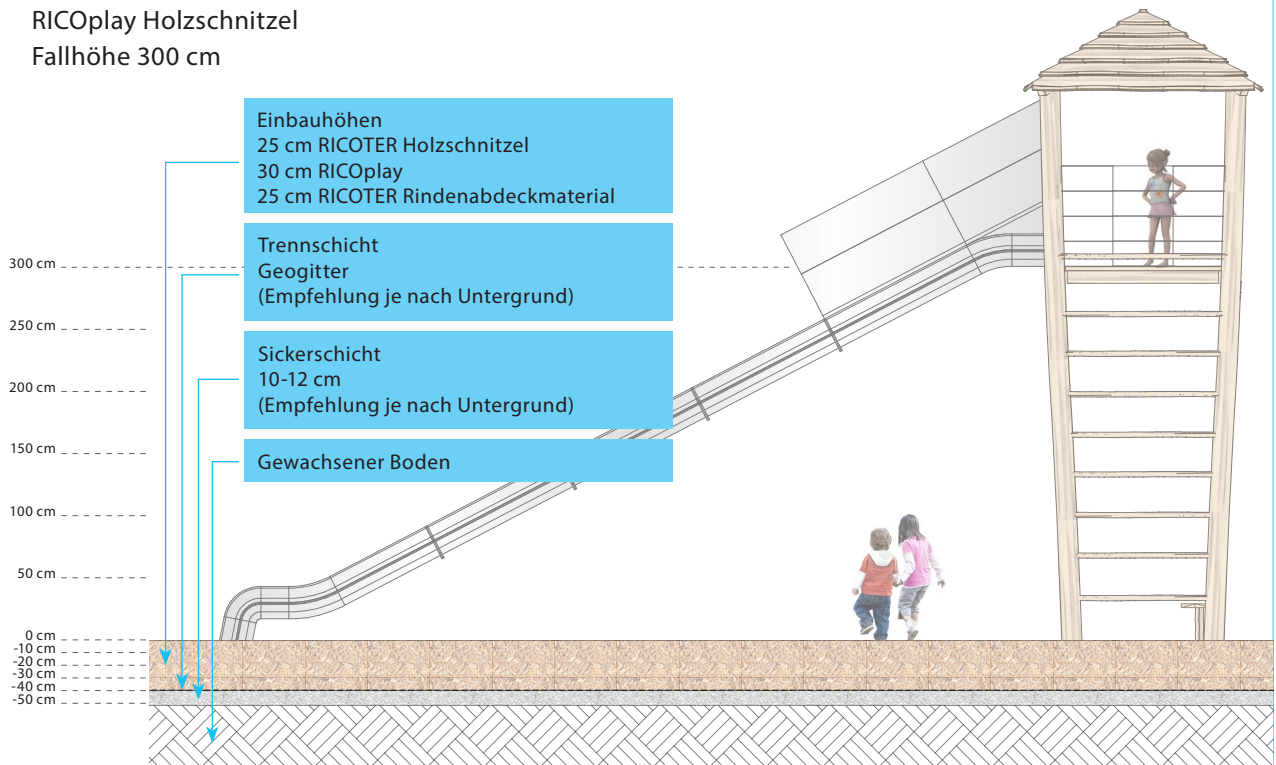 RICOplay Holzschnitzel
Fallhöhe 300 cm
Einbauhöhen
25 cm RICOTER Holzschnitzel
30 cm RICOplay
25 cm RICOTER Rindenabdeckmaterial
Trennschicht
Geogitter
(Empfehlung je nach Untergrund)
Sickerschicht
10-12 cm
(Empfehlung je nach Untergrund)
Gewachsener Boden
300 cm
250 cm
200 cm
150 cm
100 cm
50 cm
0 cm
-10 cm
-20 cm
-30 cm
-40 cm
-50 cm